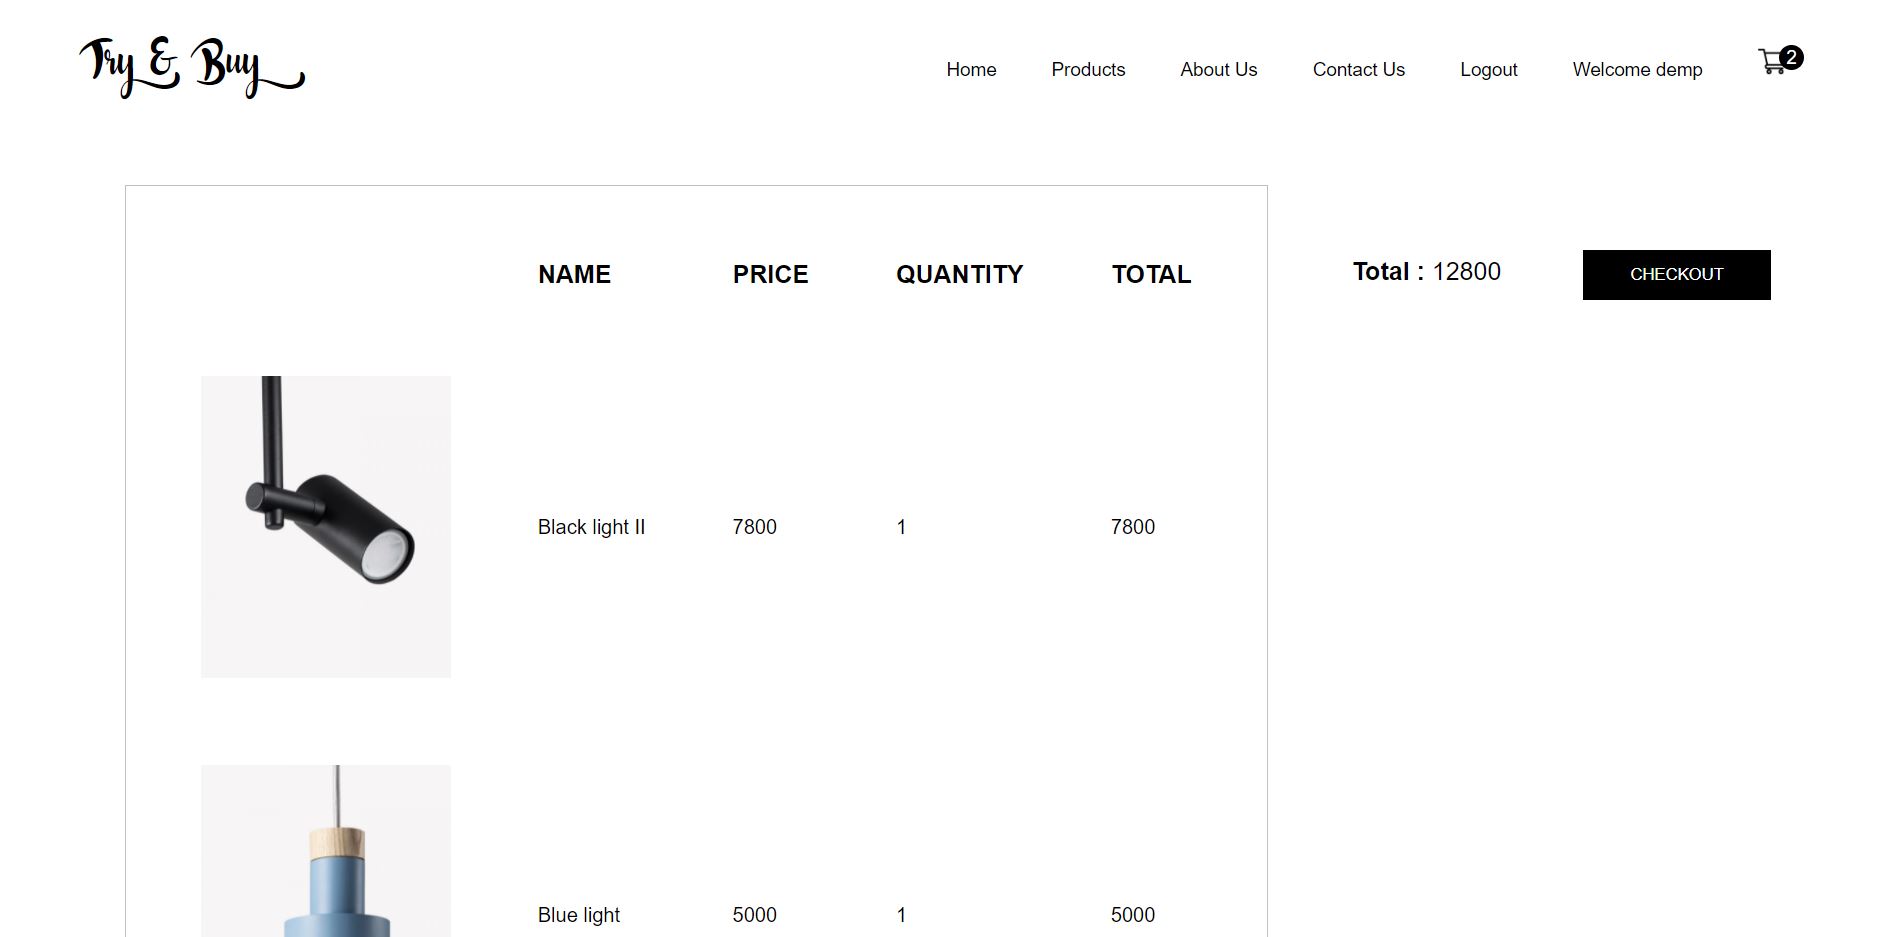 Try & Buy
Home Products About Us Contact Us Logout Welcome demp 2
NAME PRICE QUANTITY TOTAL
Total : 12800 CHECKOUT
Black light II 7800 1 7800
Blue light 5000 1 5000